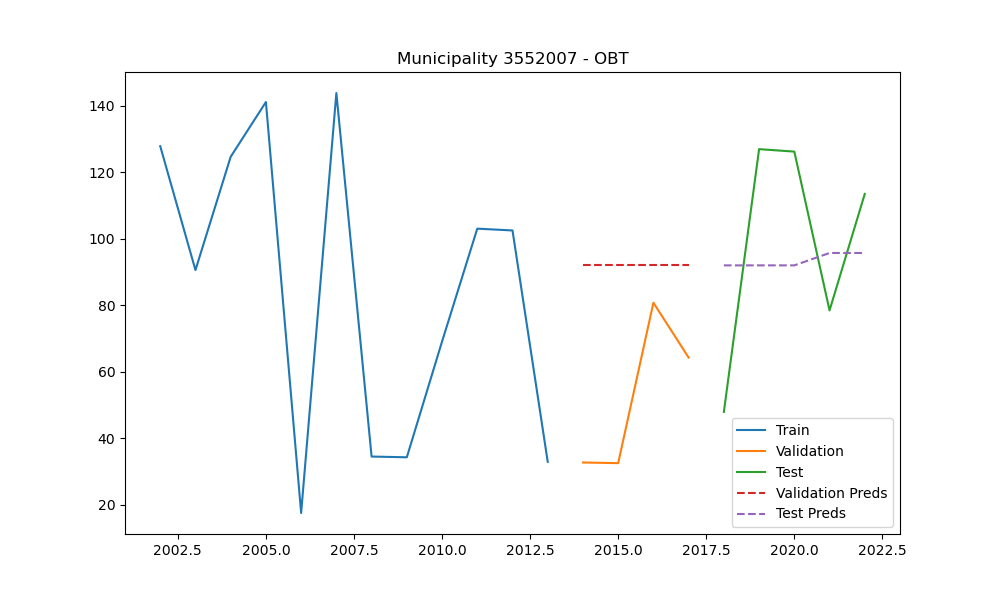 Municipality 3552007 - OBT
140
120
100
80
60
40
20
2002.5 2005.0 2007.5 2010.0 2012.5 2015.0 2017.5 2020.0 2022.5
Train
Validation
Test
Validation Preds
Test Preds